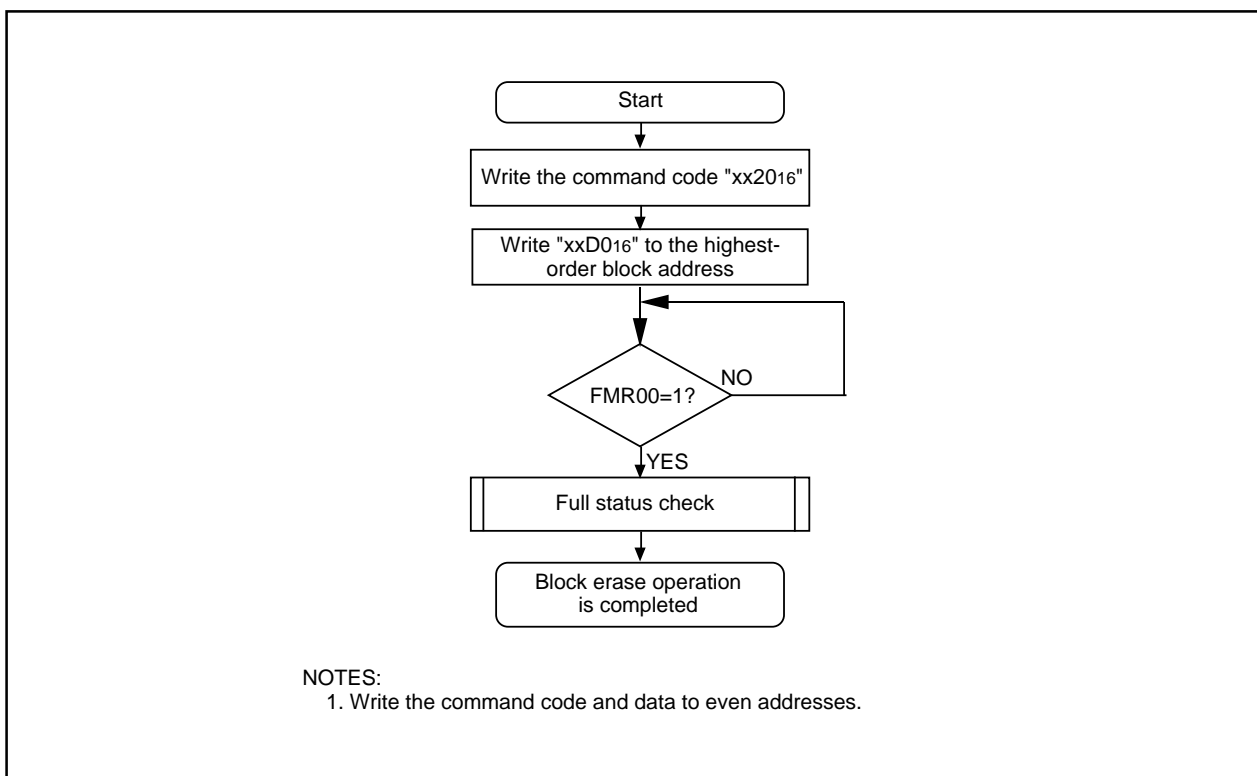 Start
Write the command code "xx2016"
Write "xxD016" to the highest-
order block address
NO
FMR00=1?
YES
Full status check
Block erase operation
is completed
NOTES:
1. Write the command code and data to even addresses.